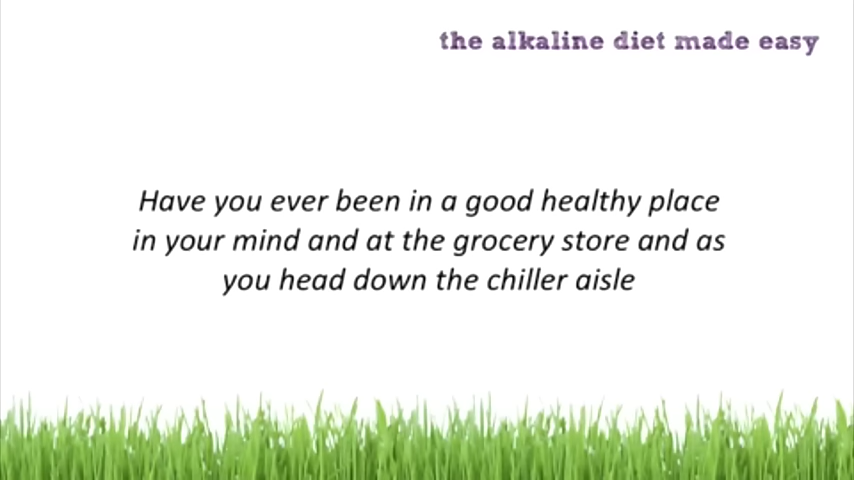 the alkaline diet made easy
Have you ever been in a good healthy place
in your mind and at the grocery store and as
you head down the chiller aisle